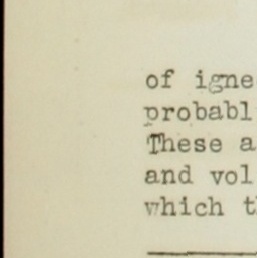 of igne
probabl
These a
and vol
which t